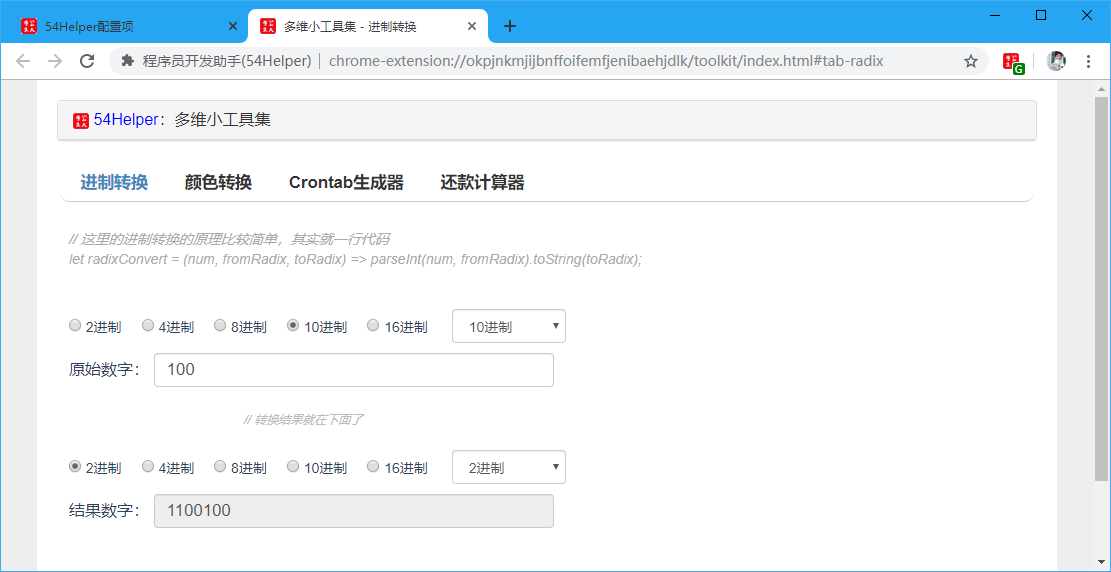 54Helper配置项
多维小工具集 - 进制转换
程序员开发助手(54Helper) | chrome-extension://okpjnkmjijbnffoifemfjenibaehjdlk/toolkit/index.html#tab-radix
G
54Helper：多维小工具集
进制转换 颜色转换 Crontab生成器 还款计算器
// 这里的进制转换的原理比较简单，其实就一行代码
let radixConvert = (num, fromRadix, toRadix) => parseInt(num, fromRadix).toString(toRadix);
2进制 4进制 8进制 10进制 16进制 10进制
原始数字： 100
// 转换结果就在下面了
2进制 4进制 8进制 10进制 16进制 2进制
结果数字： 1100100